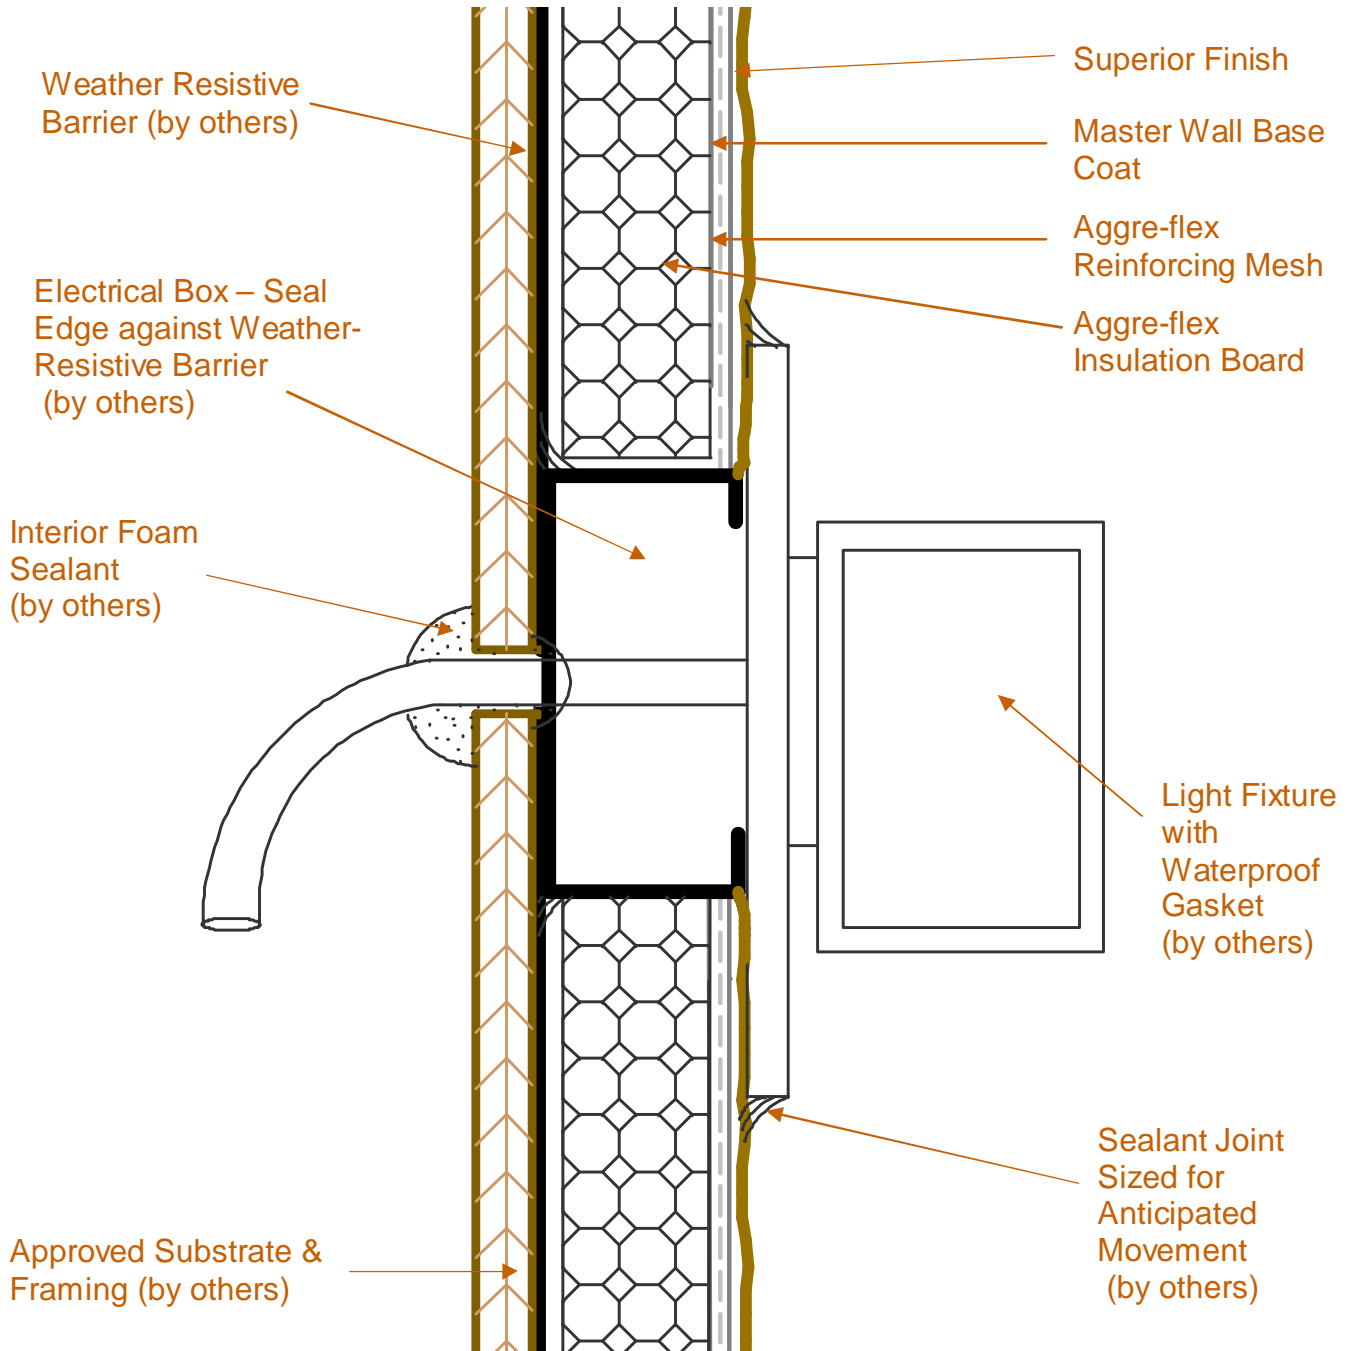 Weather Resistive
Barrier (by others)
Electrical Box – Seal
Edge against Weather-
Resistive Barrier
(by others)
Interior Foam
Sealant
(by others)
Approved Substrate &
Framing (by others)
Superior Finish
Master Wall Base
Coat
Aggre-flex
Reinforcing Mesh
Aggre-flex
Insulation Board
Light Fixture
with
Waterproof
Gasket
(by others)
Sealant Joint
Sized for
Anticipated
Movement
(by others)